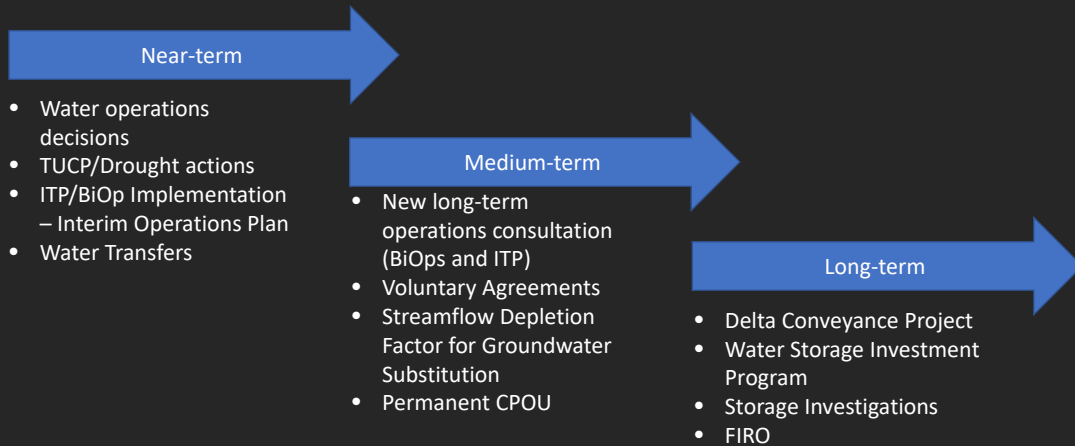 Near-term
• Water operations
decisions
• TUCP/Drought actions
• ITP/BiOp Implementation
– Interim Operations Plan
• Water Transfers
Medium-term
• New long-term
operations consultation
(BiOps and ITP)
• Voluntary Agreements
• Streamflow Depletion
Factor for Groundwater
Substitution
• Permanent CPOU
Long-term
• Delta Conveyance Project
• Water Storage Investment
Program
• Storage Investigations
• FIRO